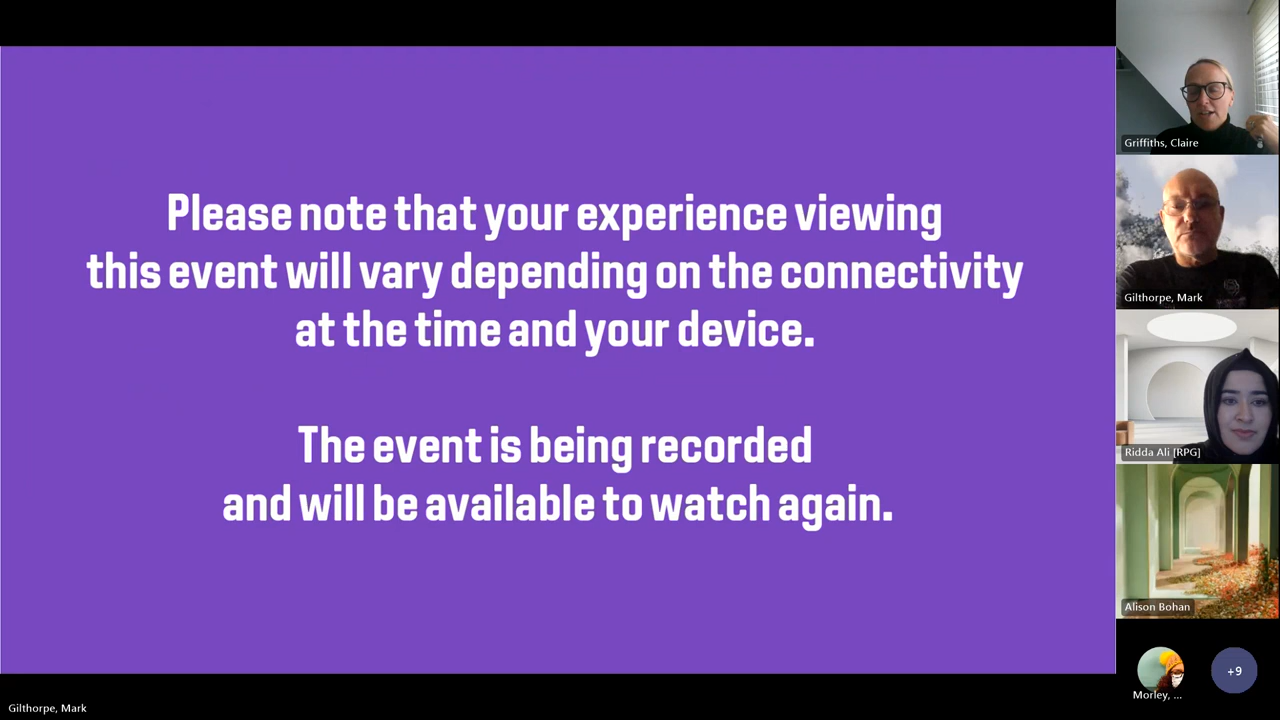 Please note that your experience viewing
this event will vary depending on the connectivity
at the time and your device.
The event is being recorded
and will be available to watch again.
Griffiths, Claire
Gilthorpe, Mark
Ridda Ali [RPG]
Alison Bohan
Morley, ...
+9
Gilthorpe, Mark